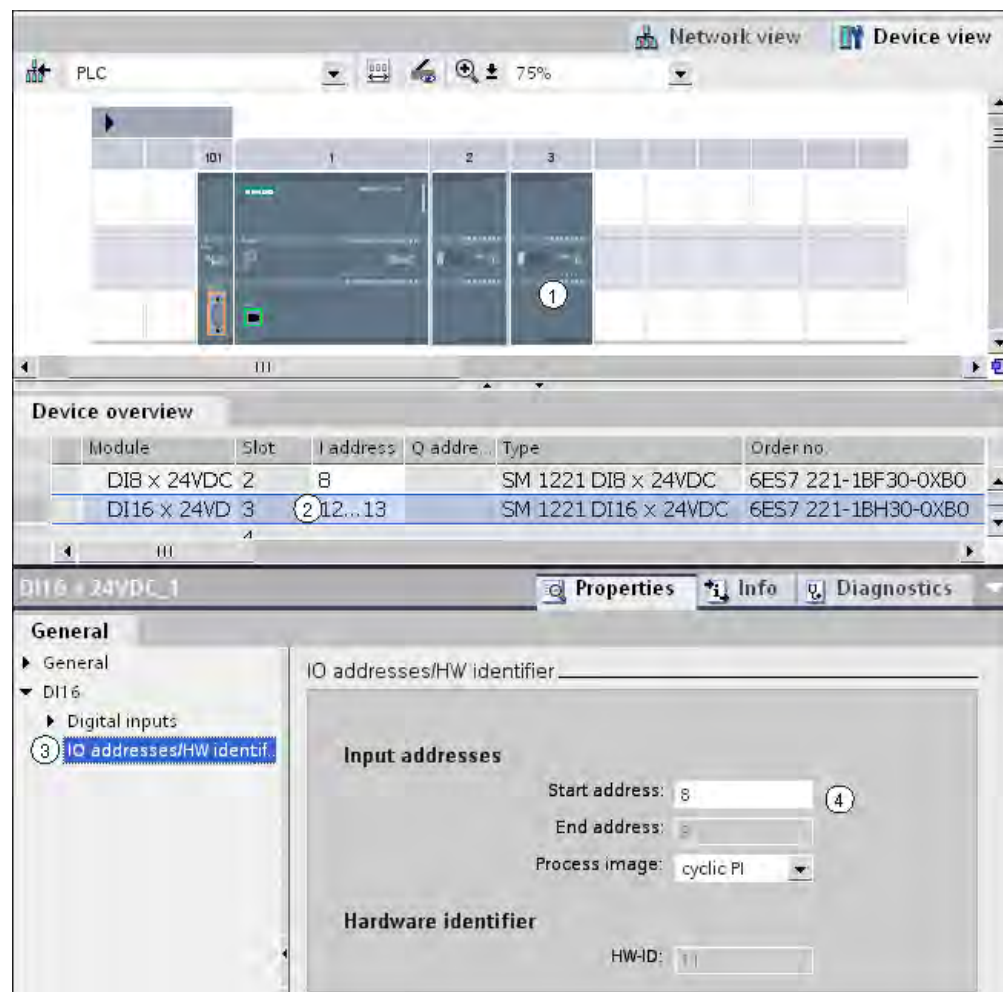 Network view Device view
PLC 75%
101 1 2 3
1
Device overview
Module Slot I address Q addre... Type Order no.
DI8 x 24VDC 2 8 SM 1221 DI8 x 24VDC 6ES7 221-1BF30-0XB0
DI16 x 24VD 3 2 12...13 SM 1221 DI16 x 24VDC 6ES7 221-1BH30-0XB0
DI16 x 24VDC_1 Properties Info Diagnostics
General
General
DI16
Digital inputs
3 IO addresses/HW identif..
IO addresses/HW identifier
Input addresses
Start address: 8 4
End address: 9
Process image: cyclic PI
Hardware identifier
HW-ID: 11